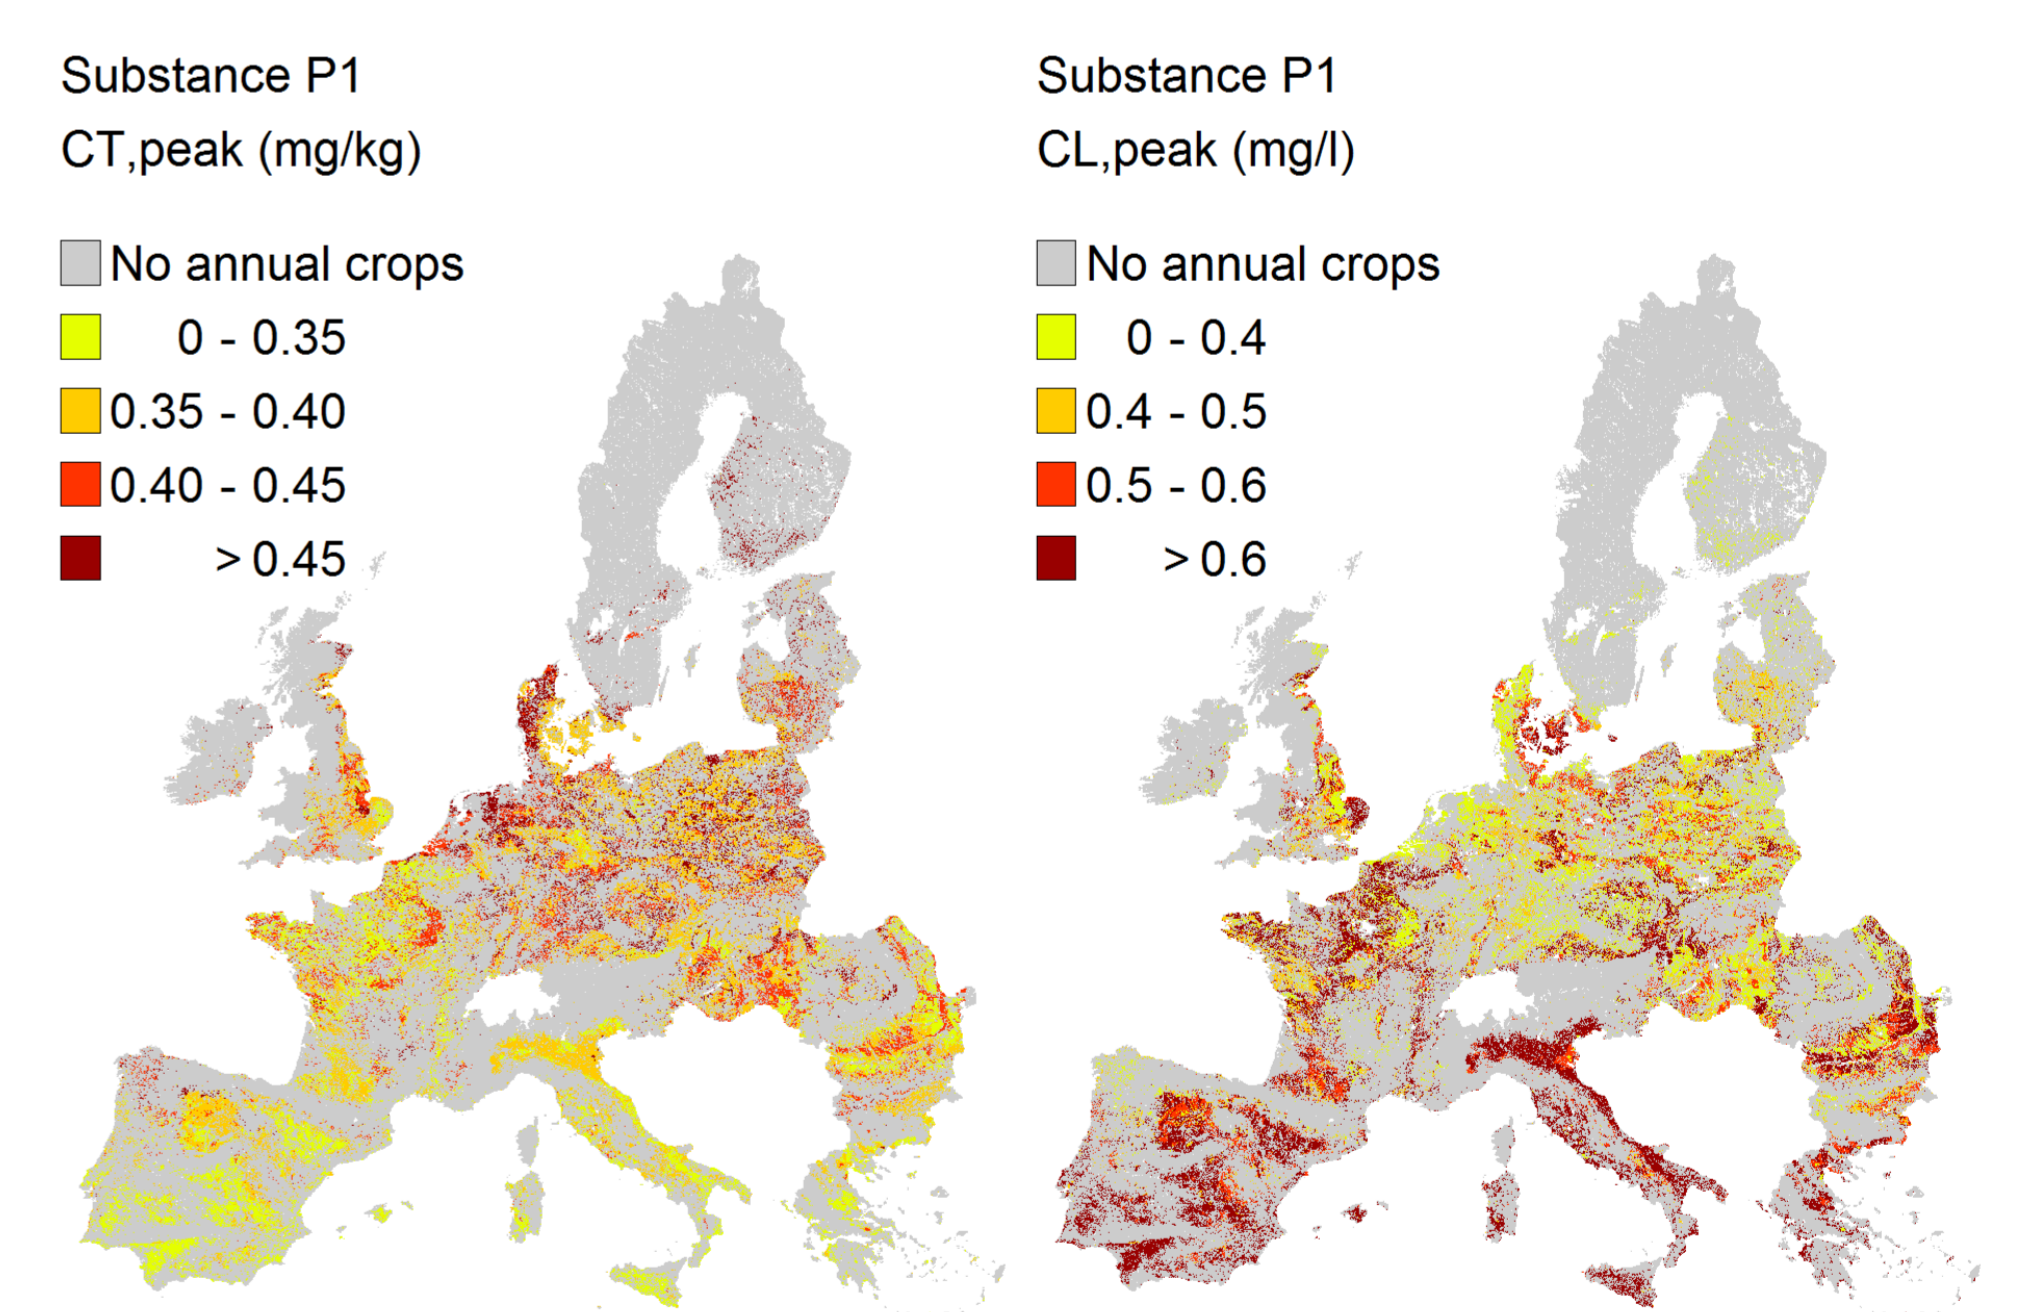 Substance P1
CT,peak (mg/kg)
No annual crops
0 - 0.35
0.35 - 0.40
0.40 - 0.45
> 0.45
Substance P1
CL,peak (mg/l)
No annual crops
0 - 0.4
0.4 - 0.5
0.5 - 0.6
> 0.6